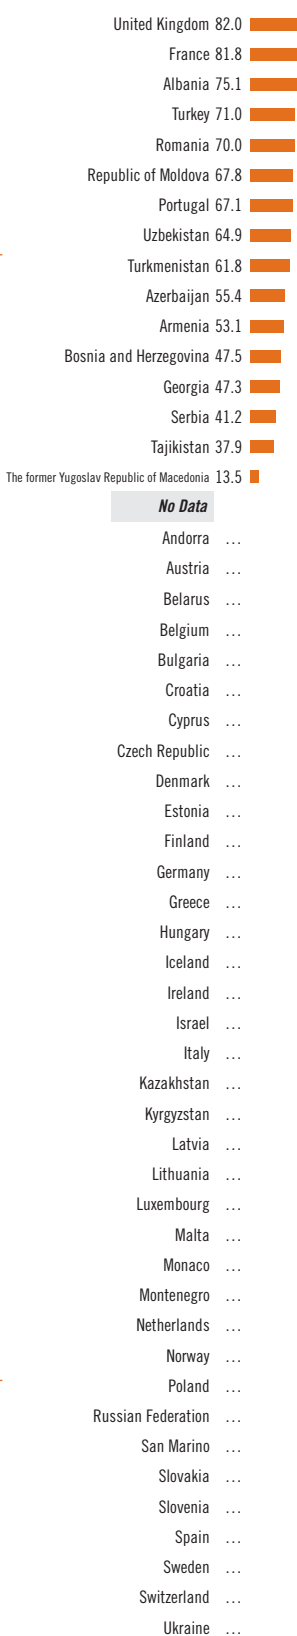 United Kingdom 82.0
France 81.8
Albania 75.1
Turkey 71.0
Romania 70.0
Republic of Moldova 67.8
Portugal 67.1
Uzbekistan 64.9
Turkmenistan 61.8
Azerbaijan 55.4
Armenia 53.1
Bosnia and Herzegovina 47.5
Georgia 47.3
Serbia 41.2
Tajikistan 37.9
The former Yugoslav Republic of Macedonia 13.5
No Data
Andorra ...
Austria ...
Belarus ...
Belgium ...
Bulgaria ...
Croatia ...
Cyprus ...
Czech Republic ...
Denmark ...
Estonia ...
Finland ...
Germany ...
Greece ...
Hungary ...
Iceland ...
Ireland ...
Israel ...
Italy ...
Kazakhstan ...
Kyrgyzstan ...
Latvia ...
Lithuania ...
Luxembourg ...
Malta ...
Monaco ...
Montenegro ...
Netherlands ...
Norway ...
Poland ...
Russian Federation ...
San Marino ...
Slovakia ...
Slovenia ...
Spain ...
Sweden ...
Switzerland ...
Ukraine ...